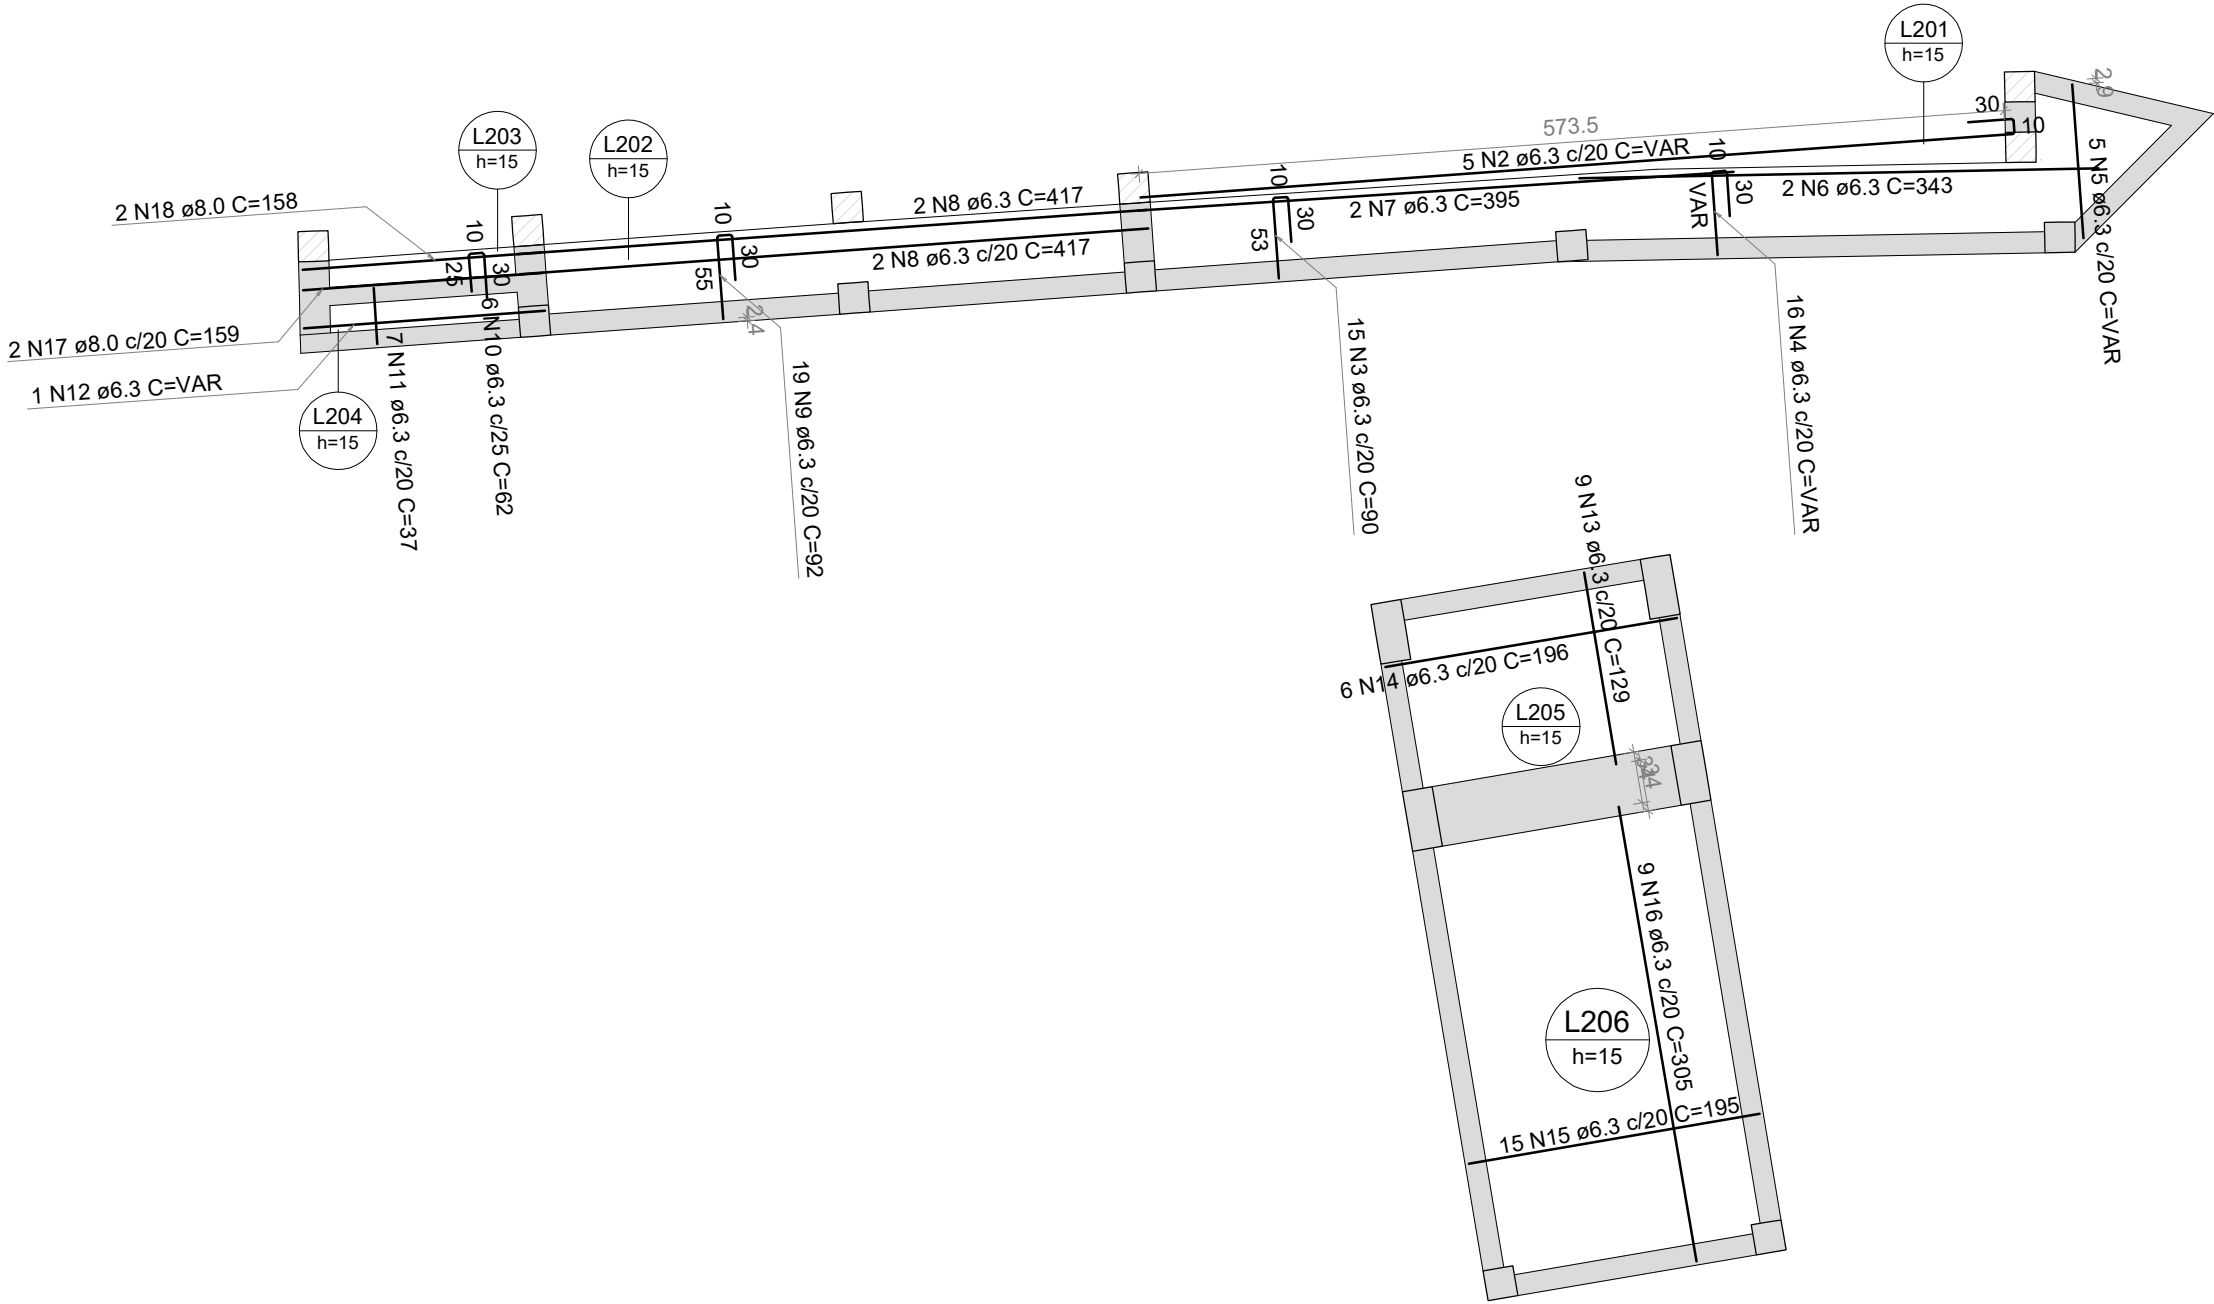 L201
h=15
L203
h=15
L202
h=15
2 N18 ø8.0 C=158
2 N17 ø8.0 c/20 C=159
1 N12 ø6.3 C=VAR
L204
h=15
7 N11 ø6.3 c/20 C=37
6 N10 ø6.3 c/25 C=62
10
25
30
10
30
55
19 N9 ø6.3 c/20 C=92
2 N8 ø6.3 C=417
2 N8 ø6.3 c/20 C=417
573.5
5 N2 ø6.3 c/20 C=VAR
2 N7 ø6.3 C=395
10
30
53
15 N3 ø6.3 c/20 C=90
10
30
VAR
16 N4 ø6.3 c/20 C=VAR
2 N6 ø6.3 C=343
30
10
5 N5 ø6.3 c/20 C=VAR
9 N13 ø6.3 c/20 C=129
6 N14 ø6.3 c/20 C=196
L205
h=15
9 N16 ø6.3 c/20 C=305
L206
h=15
15 N15 ø6.3 c/20 C=195